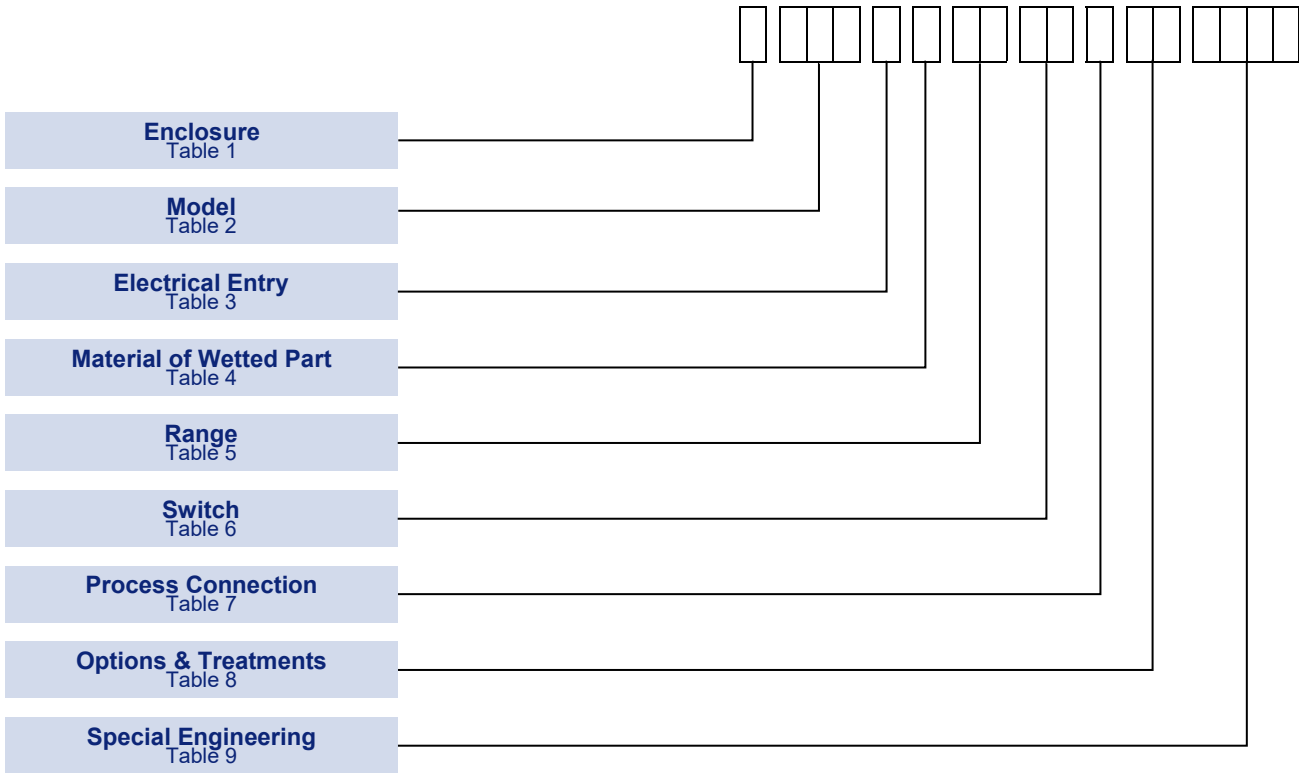 Enclosure
Table 1
Model
Table 2
Electrical Entry
Table 3
Material of Wetted Part
Table 4
Range
Table 5
Switch
Table 6
Process Connection
Table 7
Options & Treatments
Table 8
Special Engineering
Table 9